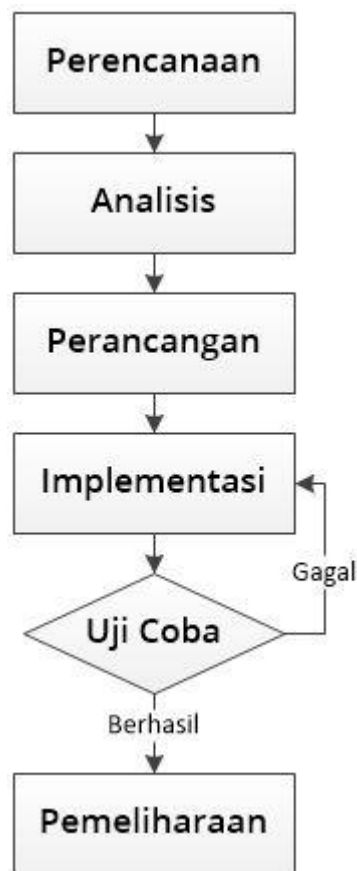 Perencanaan
Analisis
Perancangan
Implementasi
Gagal
Uji Coba
Berhasil
Pemeliharaan